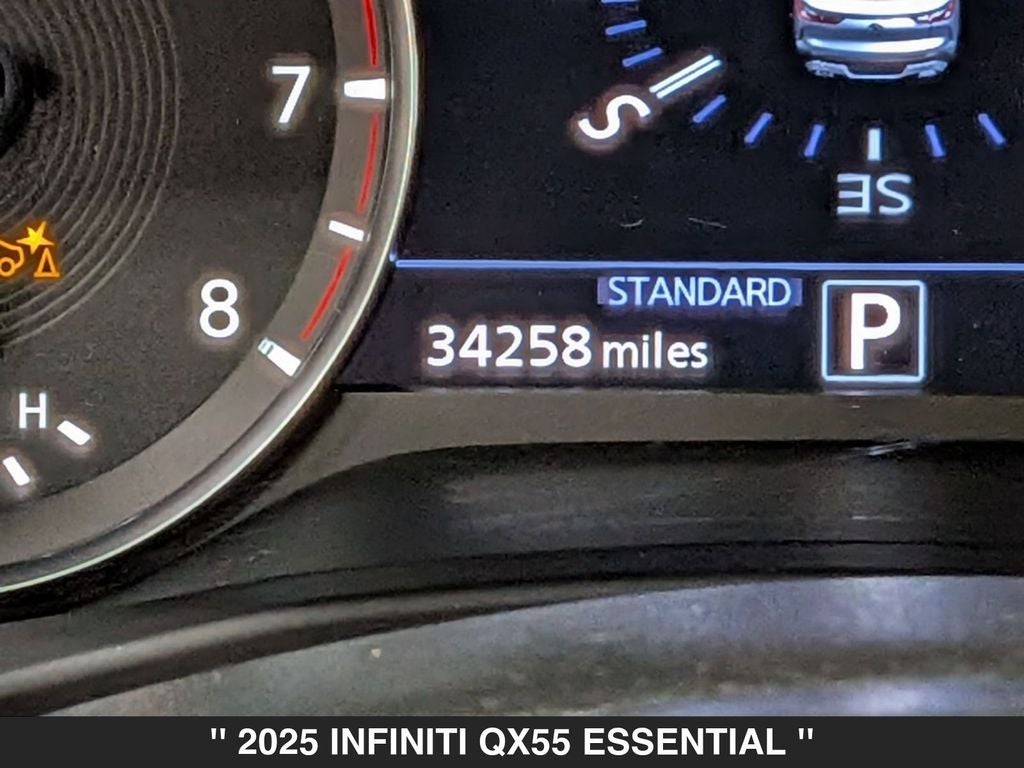 7
S
SE
8
STANDARD
34258 miles
P
H
" 2025 INFINITI QX55 ESSENTIAL "